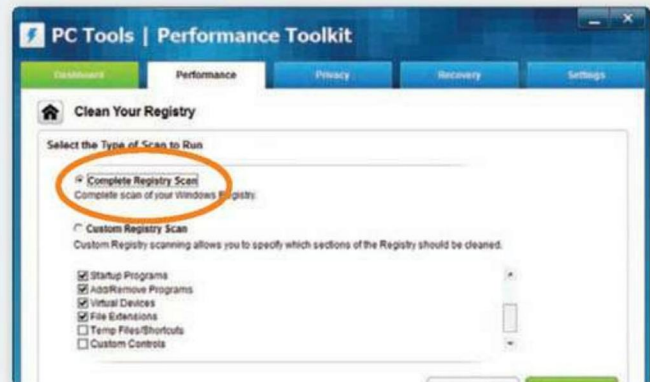 PC Tools | Performance Toolkit
Dashboard Performance Privacy Recovery Settings
Clean Your Registry
Select the Type of Scan to Run
Complete Registry Scan
Complete scan of your Windows Registry.
Custom Registry Scan
Custom Registry scanning allows you to specify which sections of the Registry should be cleaned.
Startup Programs
Add/Remove Programs
Virtual Devices
File Extensions
Temp Files/Shortcuts
Custom Controls